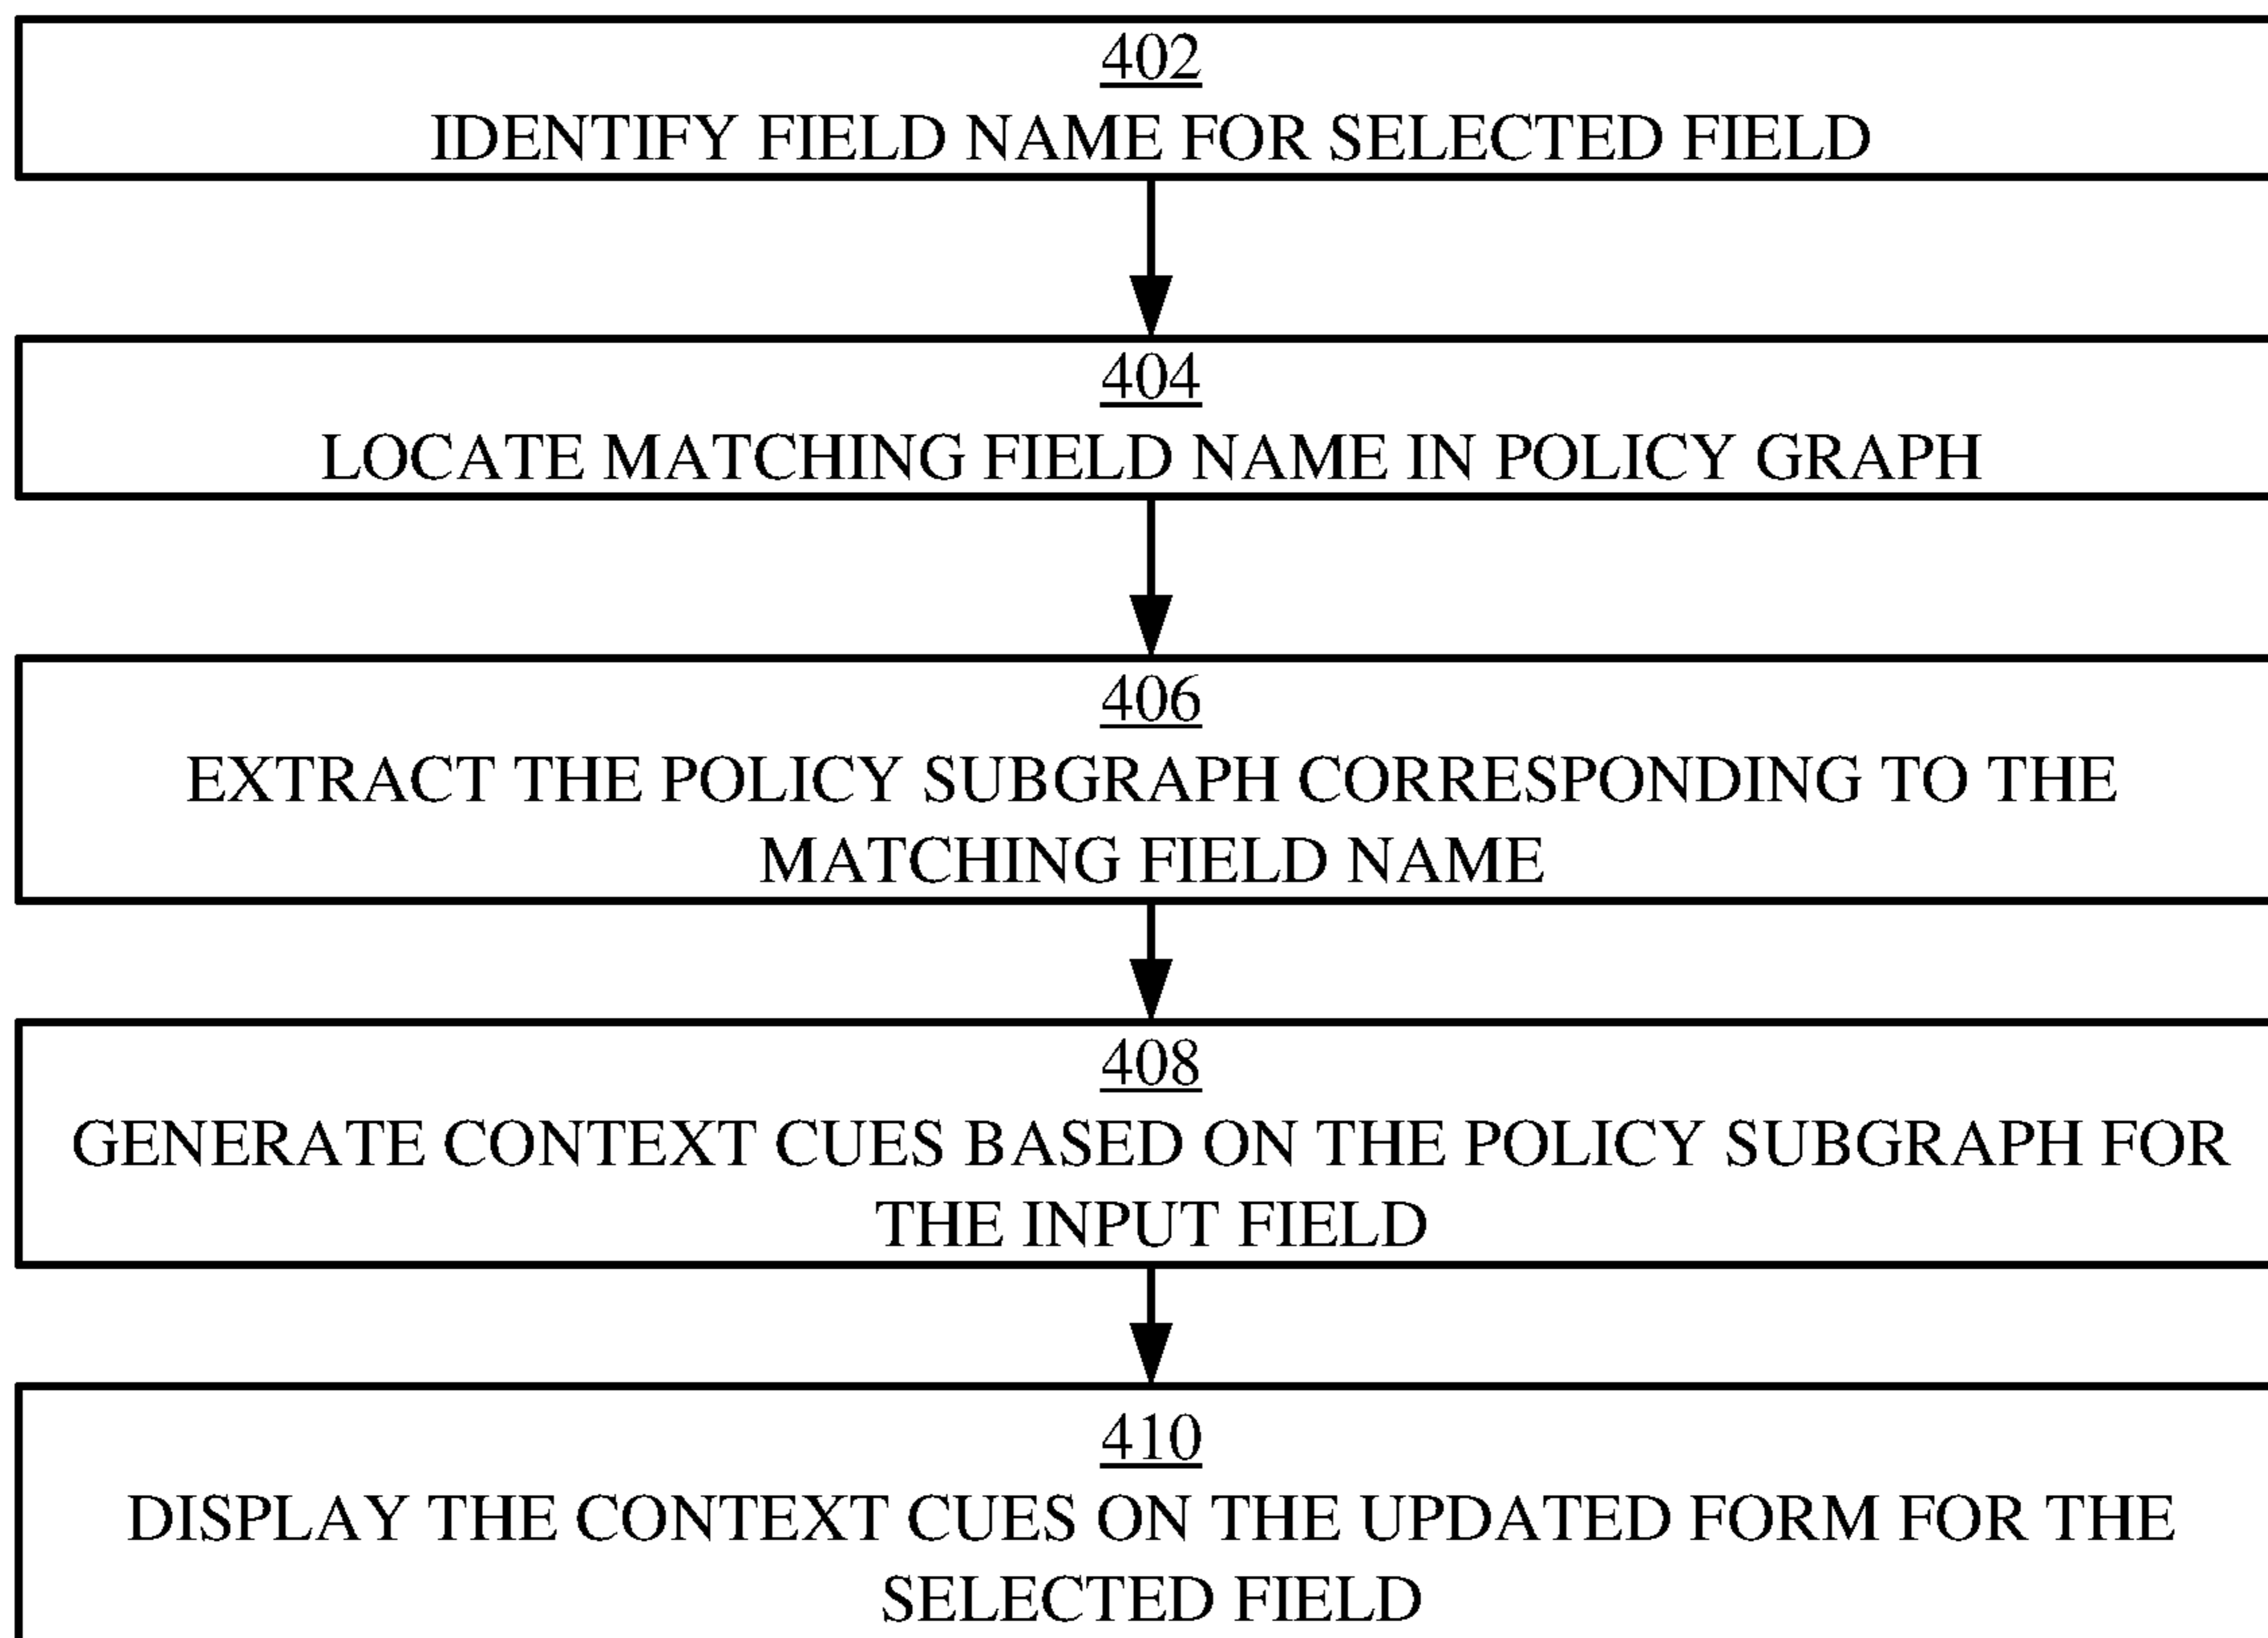 402
IDENTIFY FIELD NAME FOR SELECTED FIELD
404
LOCATE MATCHING FIELD NAME IN POLICY GRAPH
406
EXTRACT THE POLICY SUBGRAPH CORRESPONDING TO THE
MATCHING FIELD NAME
408
GENERATE CONTEXT CUES BASED ON THE POLICY SUBGRAPH FOR
THE INPUT FIELD
410
DISPLAY THE CONTEXT CUES ON THE UPDATED FORM FOR THE
SELECTED FIELD